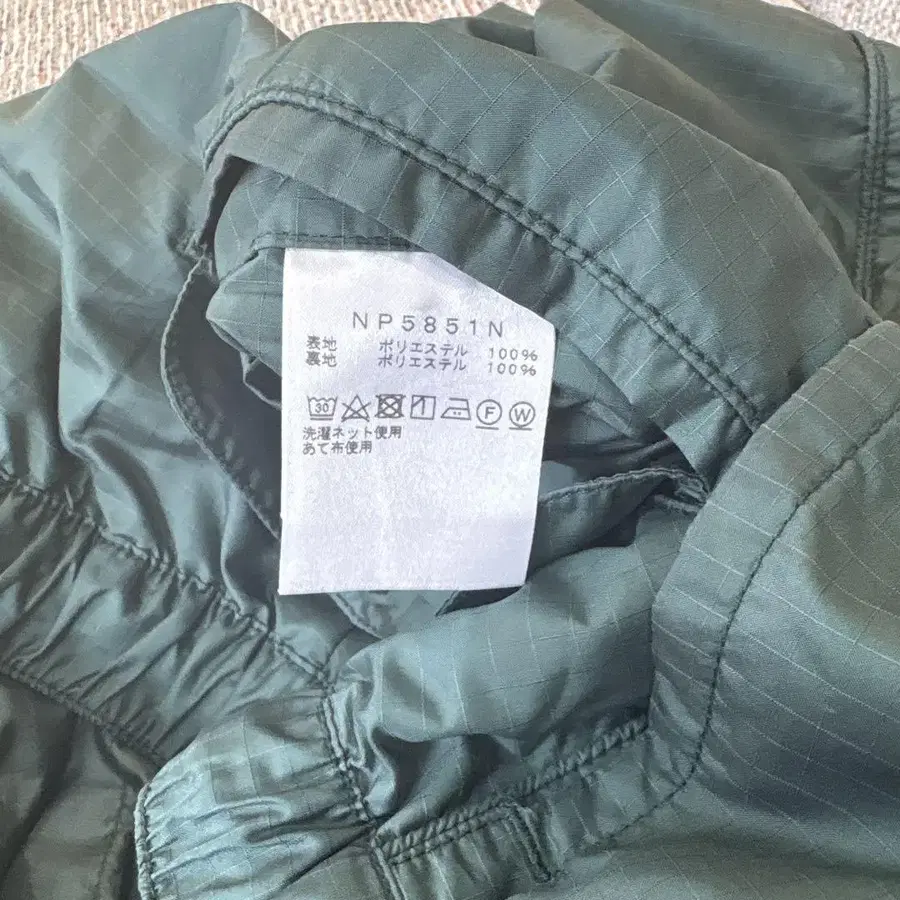 NP5851N
表地 ポリエステル 100%
裏地 ポリエステル 100%
30 F W
洗濯ネット使用
あて布使用